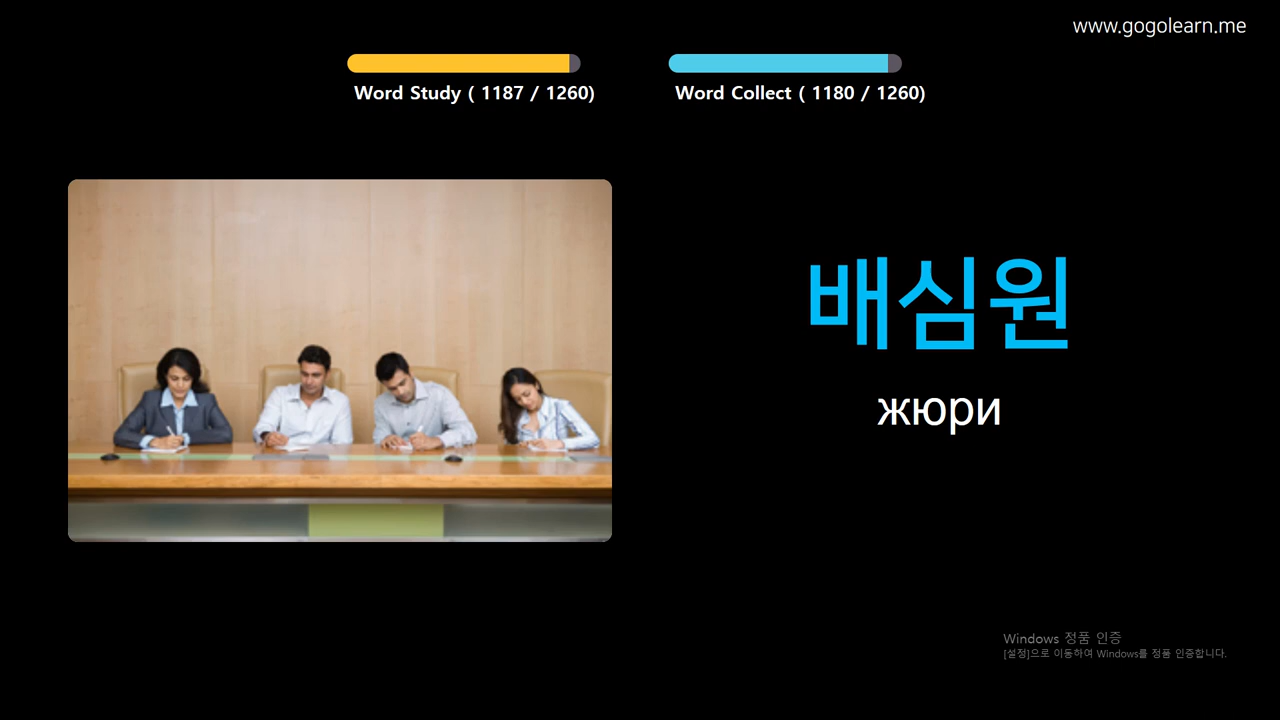 www.gogolearn.me
Word Study ( 1187 / 1260)
Word Collect ( 1180 / 1260)
배심원
жюри
Windows 정품 인증
[설정]으로 이동하여 Windows를 정품 인증합니다.